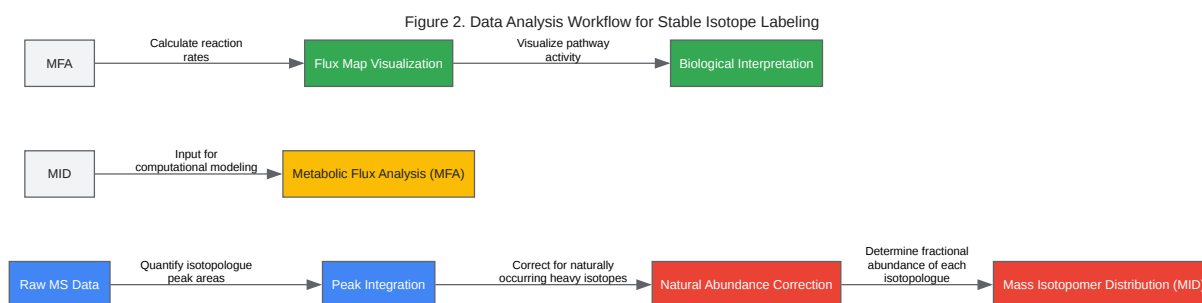 Figure 2. Data Analysis Workflow for Stable Isotope Labeling
Calculate reaction
rates
Visualize pathway
activity
MFA
Flux Map Visualization
Biological Interpretation
Input for
computational modeling
MID
Metabolic Flux Analysis (MFA)
Quantify isotopologue
peak areas
Correct for naturally
occurring heavy isotopes
Determine fractional
abundance of each
isotopologue
Raw MS Data
Peak Integration
Natural Abundance Correction
Mass Isotopomer Distribution (MID